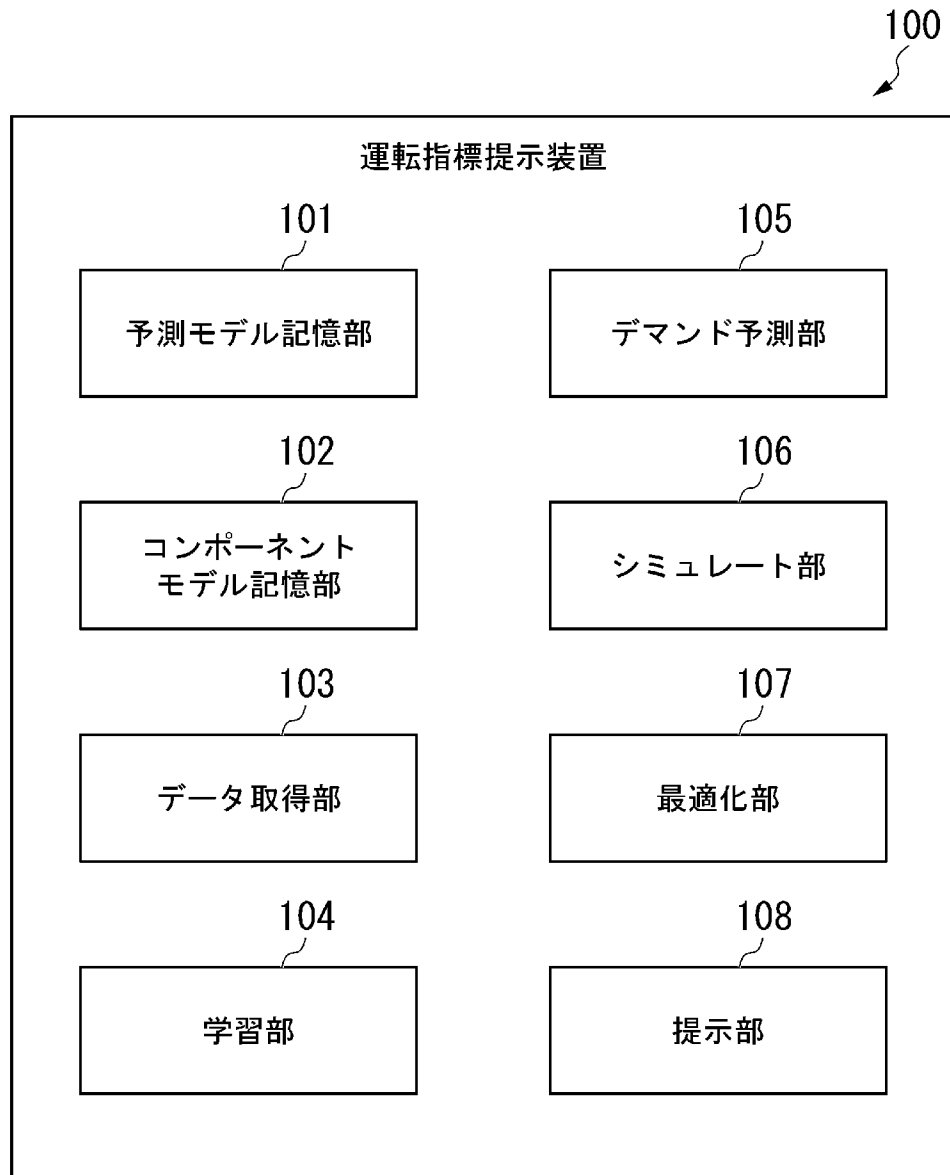 100
運転指標提示装置
101
予測モデル記憶部
105
デマンド予測部
102
コンポーネント
モデル記憶部
106
シミュレート部
103
データ取得部
107
最適化部
104
学習部
108
提示部